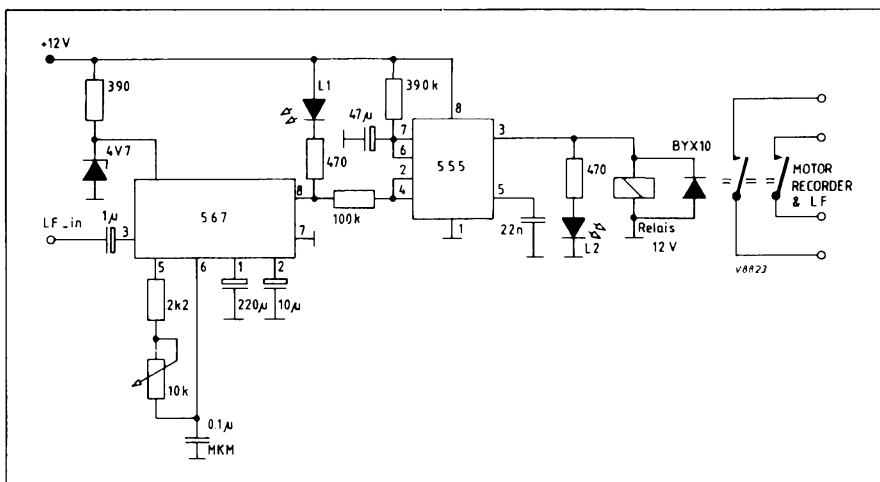 +12V
390
L1
390k
8
47µ
7
3
BYX10
4V7
6
470
555
2
470
MOTOR
RECORDER
& LF
8
4
5
1µ
567
100k
LF_in
3
7
1
22n
L2
Relais
12V
5
6
1
2
V8823
2k2
220µ
10µ
10k
0.1µ
MKM